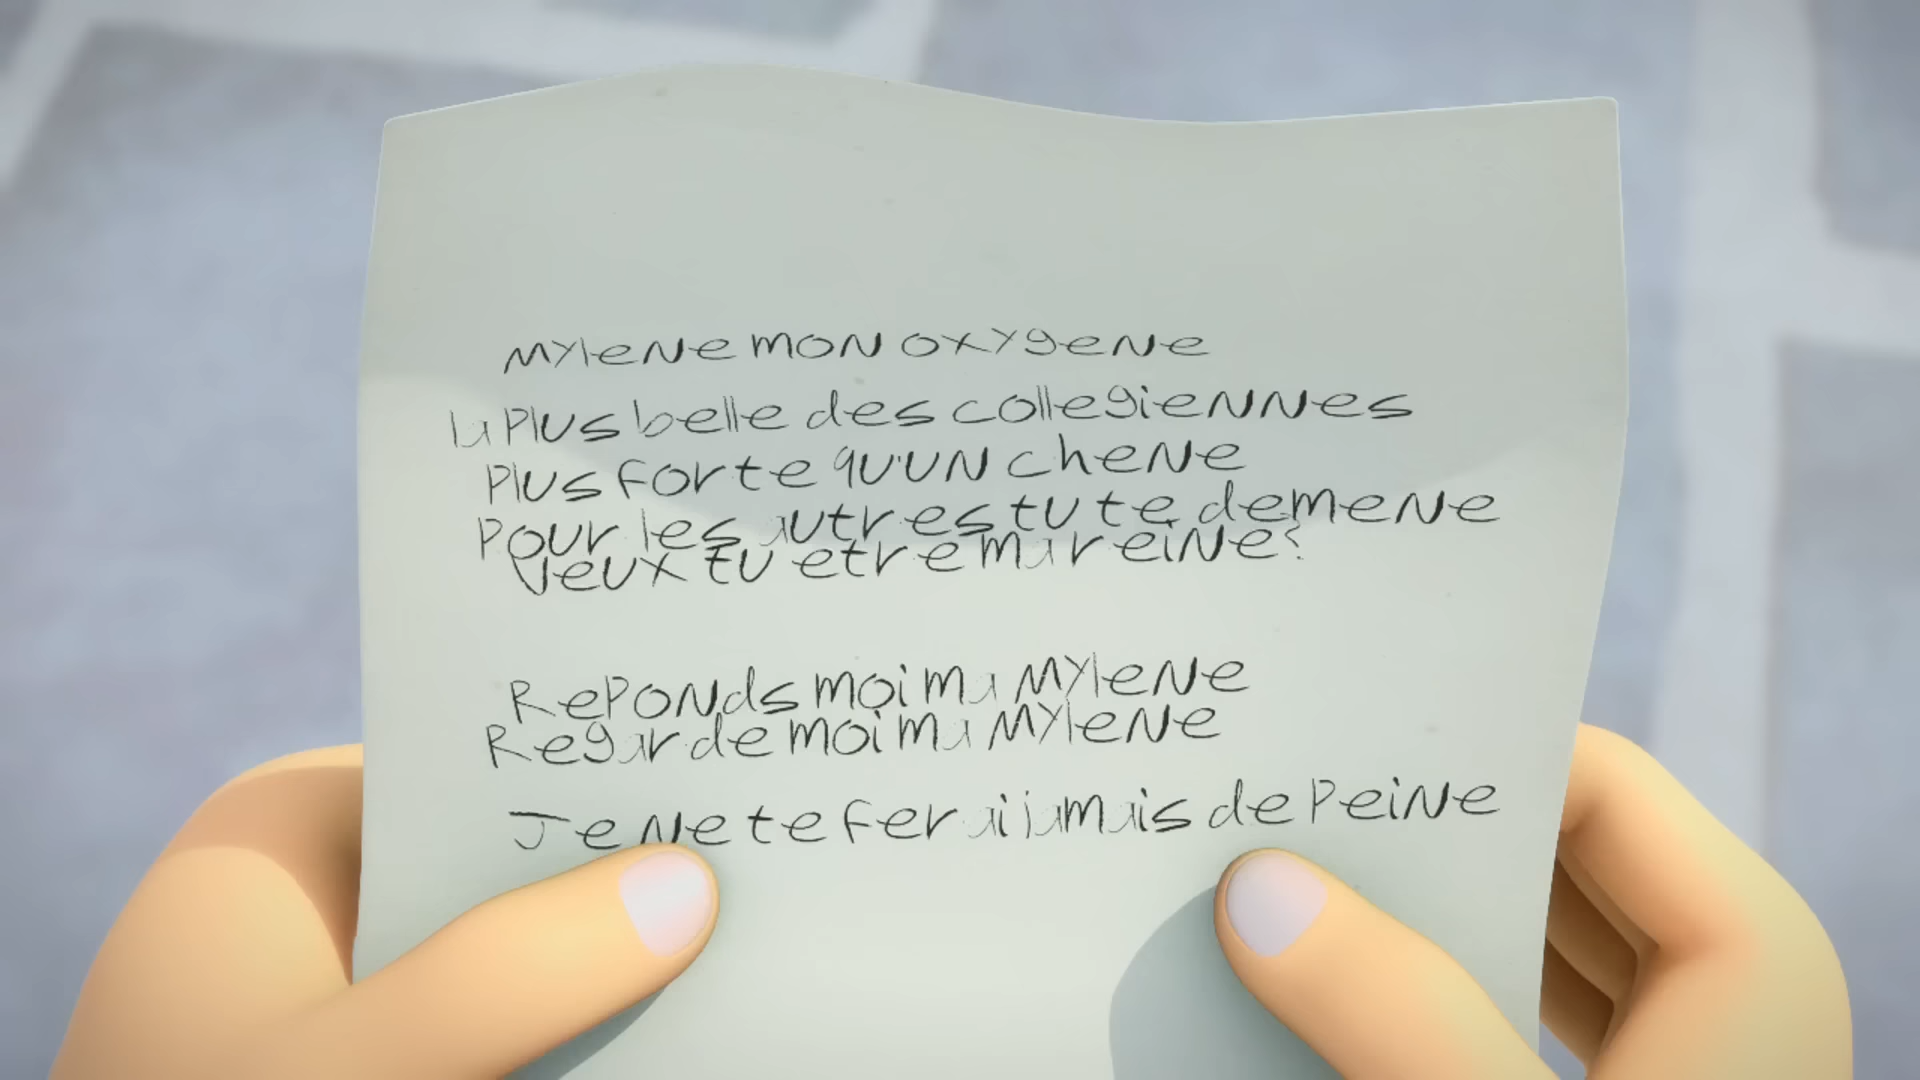 Mylene mon oxygene
la plus belle des collegiennes
Plus forte qu'un chene
Pour les autres tu te demene
Veux tu etre ma reine?
Reponds moi ma Mylene
Regarde moi ma Mylene
Je ne te ferai jamais de peine